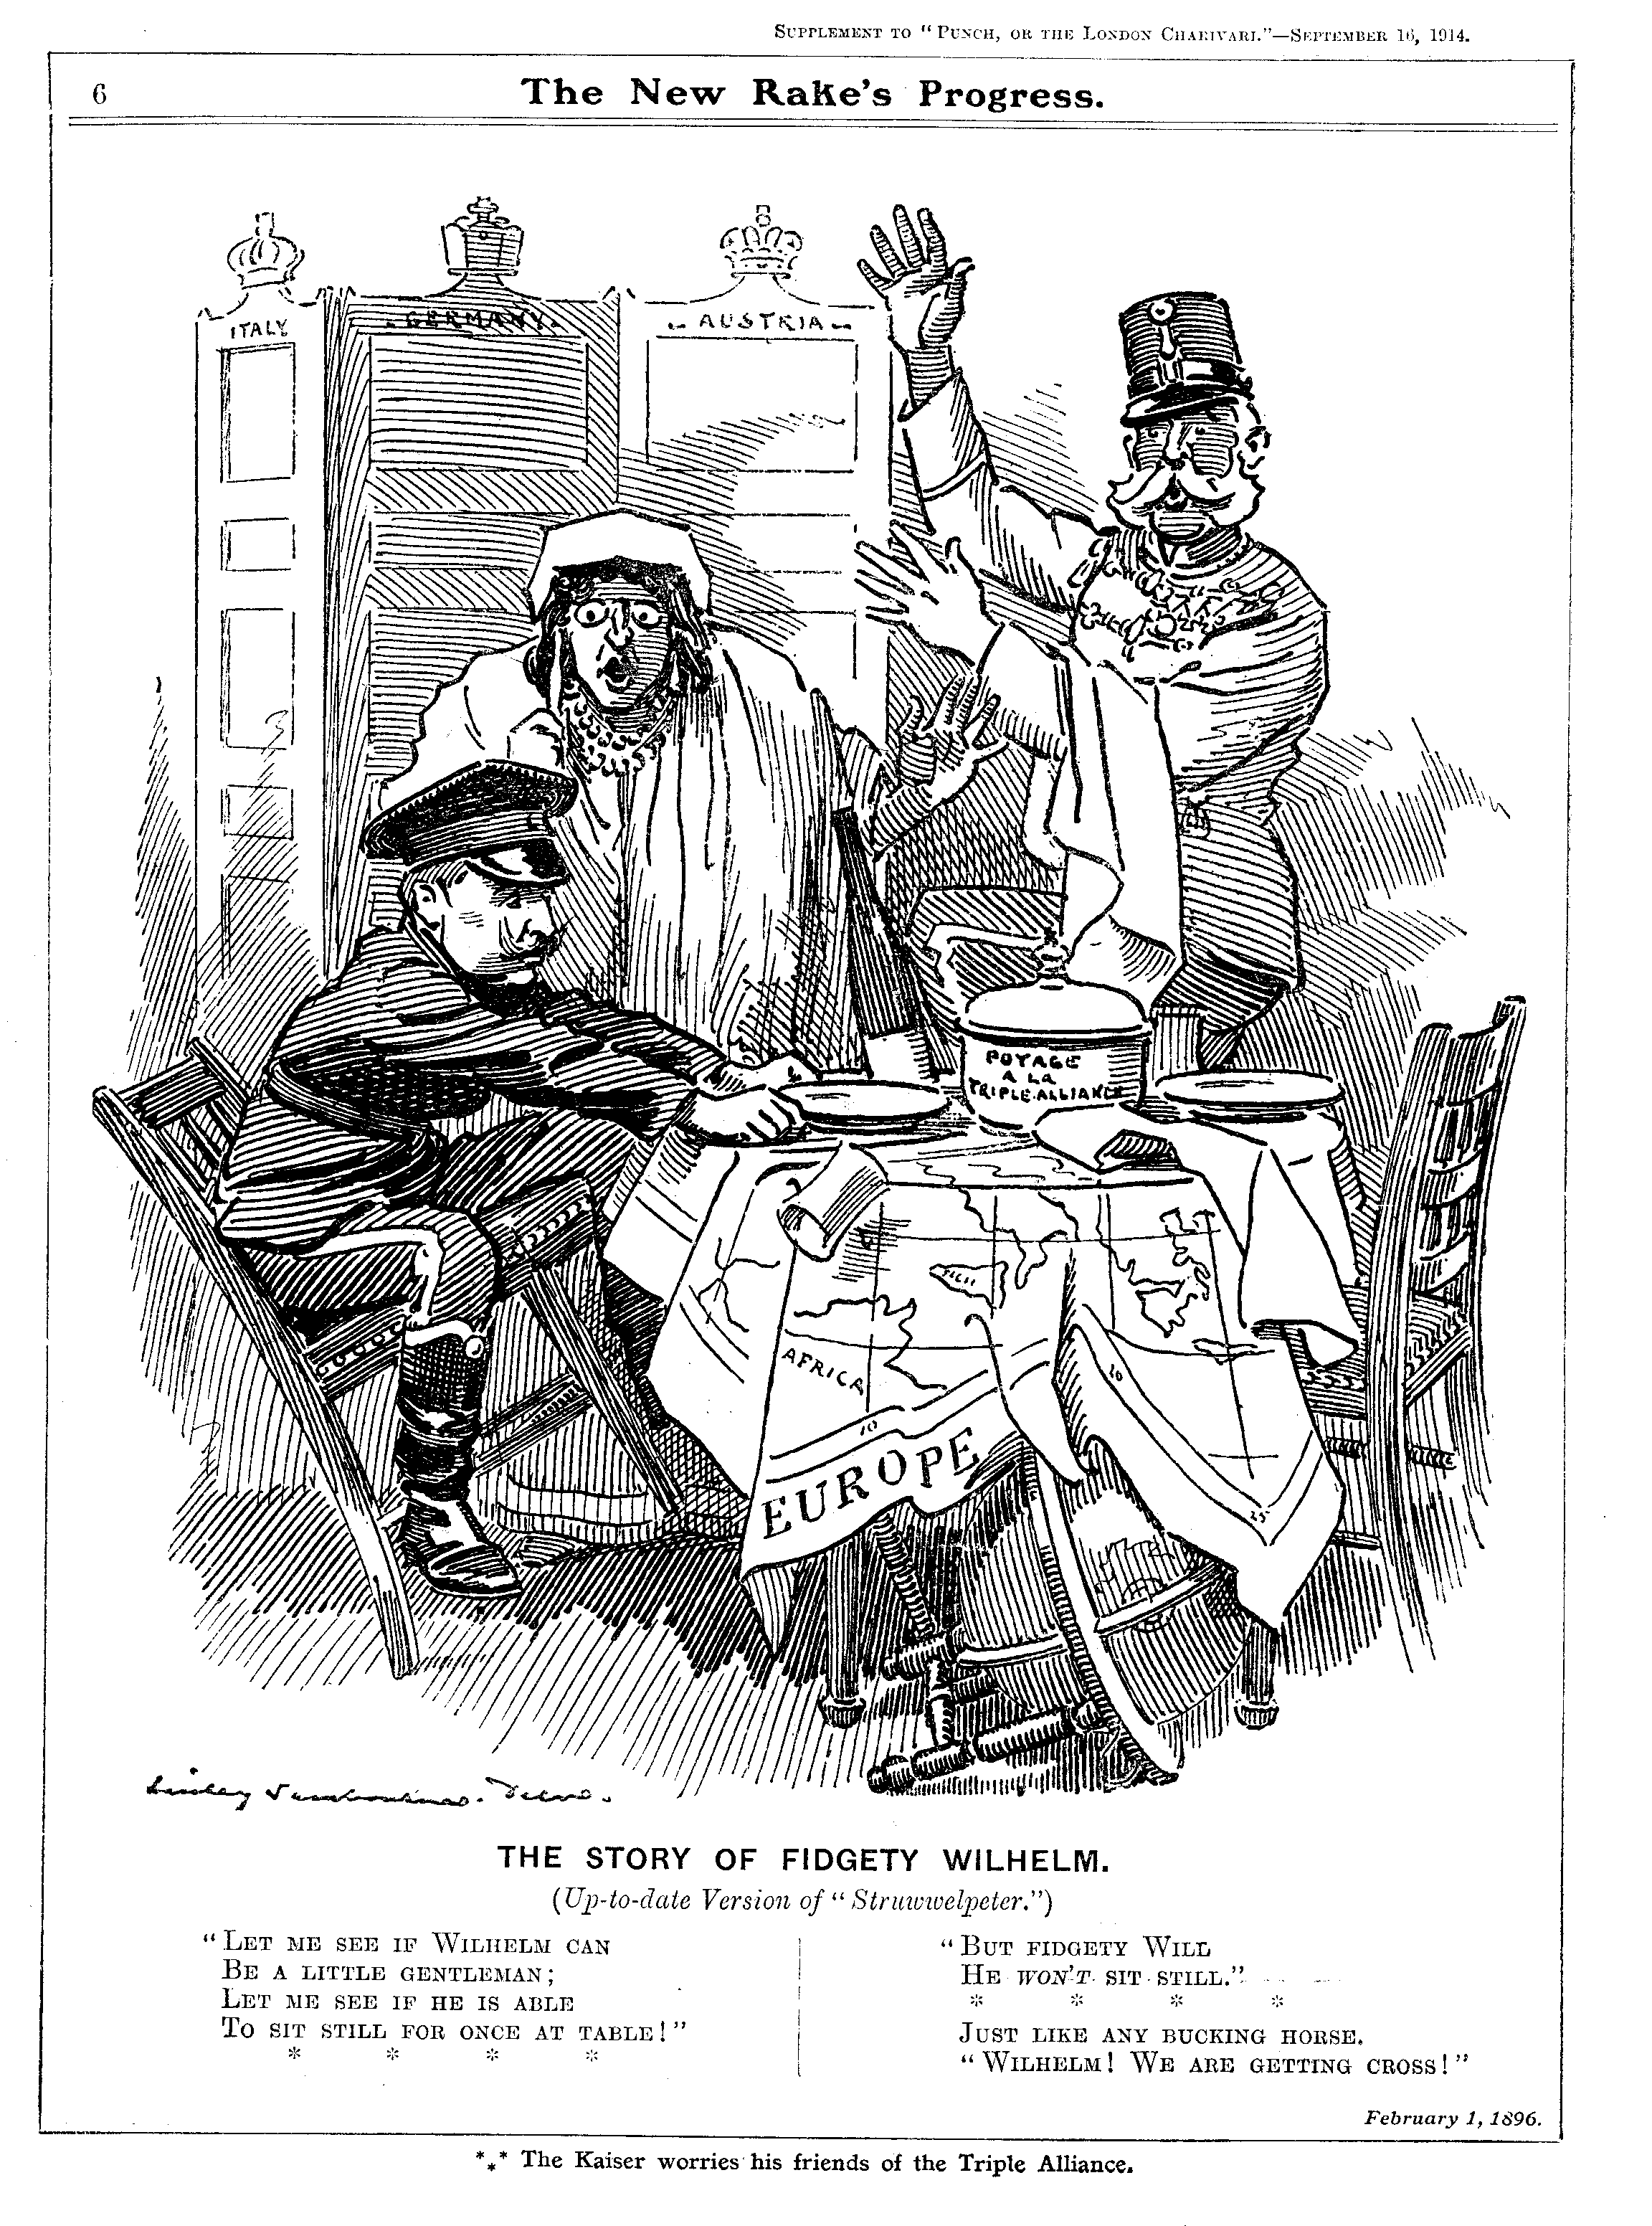 SUPPLEMENT TO "PUNCH, OR THE LONDON CHARIVARI."—SEPTEMBER 16, 1914.
6
The New Rake's Progress.
ITALY
GERMANY
AUSTRIA
POTAGE
A LA
TRIPLE-ALLIANCE
AFRICA
10
10
EUROPE
25
THE STORY OF FIDGETY WILHELM.
(Up-to-date Version of "Struwwelpeter.")
"LET ME SEE IF WILHELM CAN
BE A LITTLE GENTLEMAN;
LET ME SEE IF HE IS ABLE
TO SIT STILL FOR ONCE AT TABLE!"
* * * *
"BUT FIDGETY WILL
HE WON'T SIT STILL."
* * * *
JUST LIKE ANY BUCKING HORSE.
"WILHELM! WE ARE GETTING CROSS!"
February 1, 1896.
*⁎* The Kaiser worries his friends of the Triple Alliance.